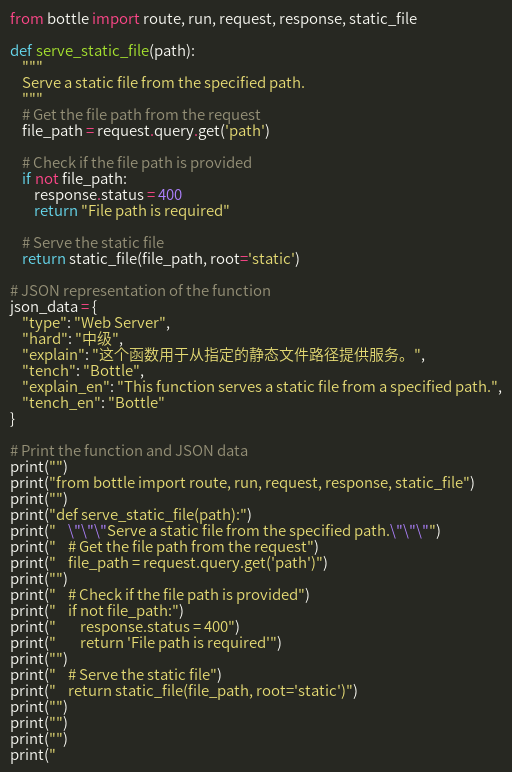 from bottle import route, run, request, response, static_file

def serve_static_file(path):
    """
    Serve a static file from the specified path.
    """
    # Get the file path from the request
    file_path = request.query.get('path')

    # Check if the file path is provided
    if not file_path:
        response.status = 400
        return "File path is required"

    # Serve the static file
    return static_file(file_path, root='static')

# JSON representation of the function
json_data = {
    "type": "Web Server",
    "hard": "中级",
    "explain": "这个函数用于从指定的静态文件路径提供服务。",
    "tench": "Bottle",
    "explain_en": "This function serves a static file from a specified path.",
    "tench_en": "Bottle"
}

# Print the function and JSON data
print("")
print("from bottle import route, run, request, response, static_file")
print("")
print("def serve_static_file(path):")
print("    \"\"\"Serve a static file from the specified path.\"\"\"")
print("    # Get the file path from the request")
print("    file_path = request.query.get('path')")
print("")
print("    # Check if the file path is provided")
print("    if not file_path:")
print("        response.status = 400")
print("        return 'File path is required'")
print("")
print("    # Serve the static file")
print("    return static_file(file_path, root='static')")
print("")
print("")
print("")
print("